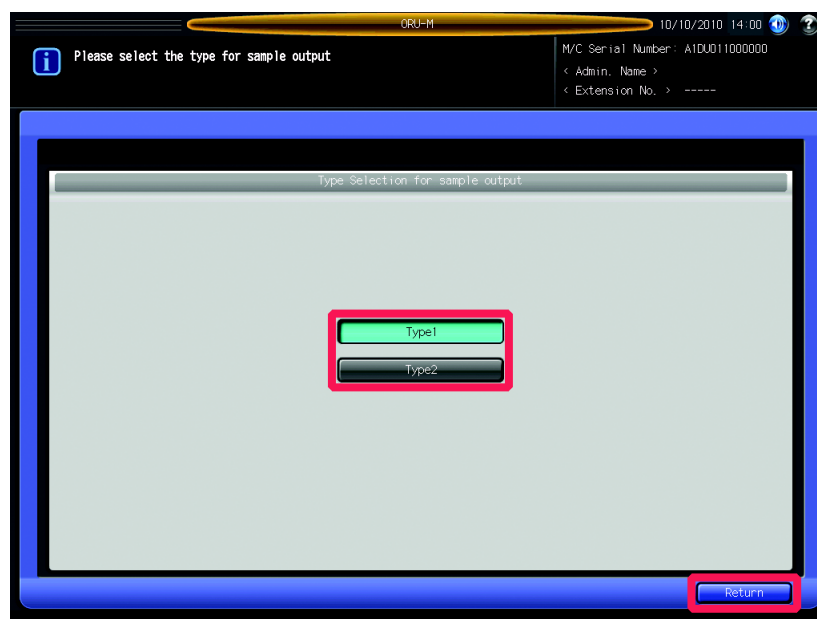 ORU-M
10/10/2010 14:00
Please select the type for sample output
M/C Serial Number: A1DU011000000
< Admin. Name >
< Extension No. > -----
Type Selection for sample output
Type1
Type2
Return